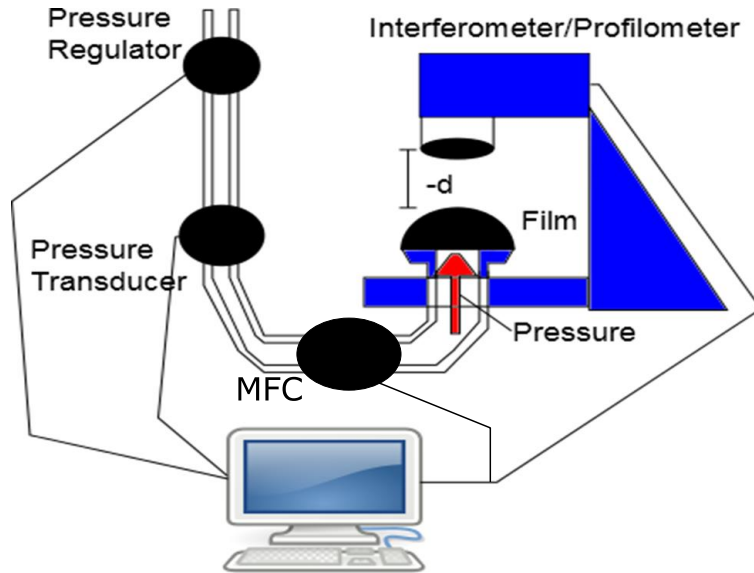 Pressure
Regulator
Interferometer/Profilometer
-d
Film
Pressure
Transducer
Pressure
MFC